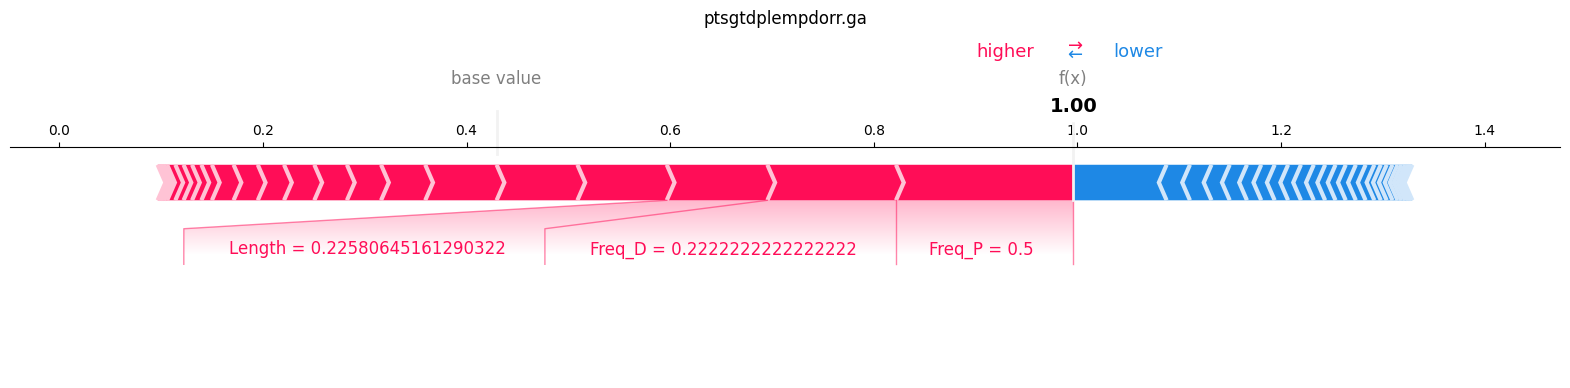 ptsgtdplempdorr.ga
higher ⇄ lower
base value f(x)
1.00
0.0 0.2 0.4 0.6 0.8 1.0 1.2 1.4
Length = 0.22580645161290322 Freq_D = 0.2222222222222222 Freq_P = 0.5